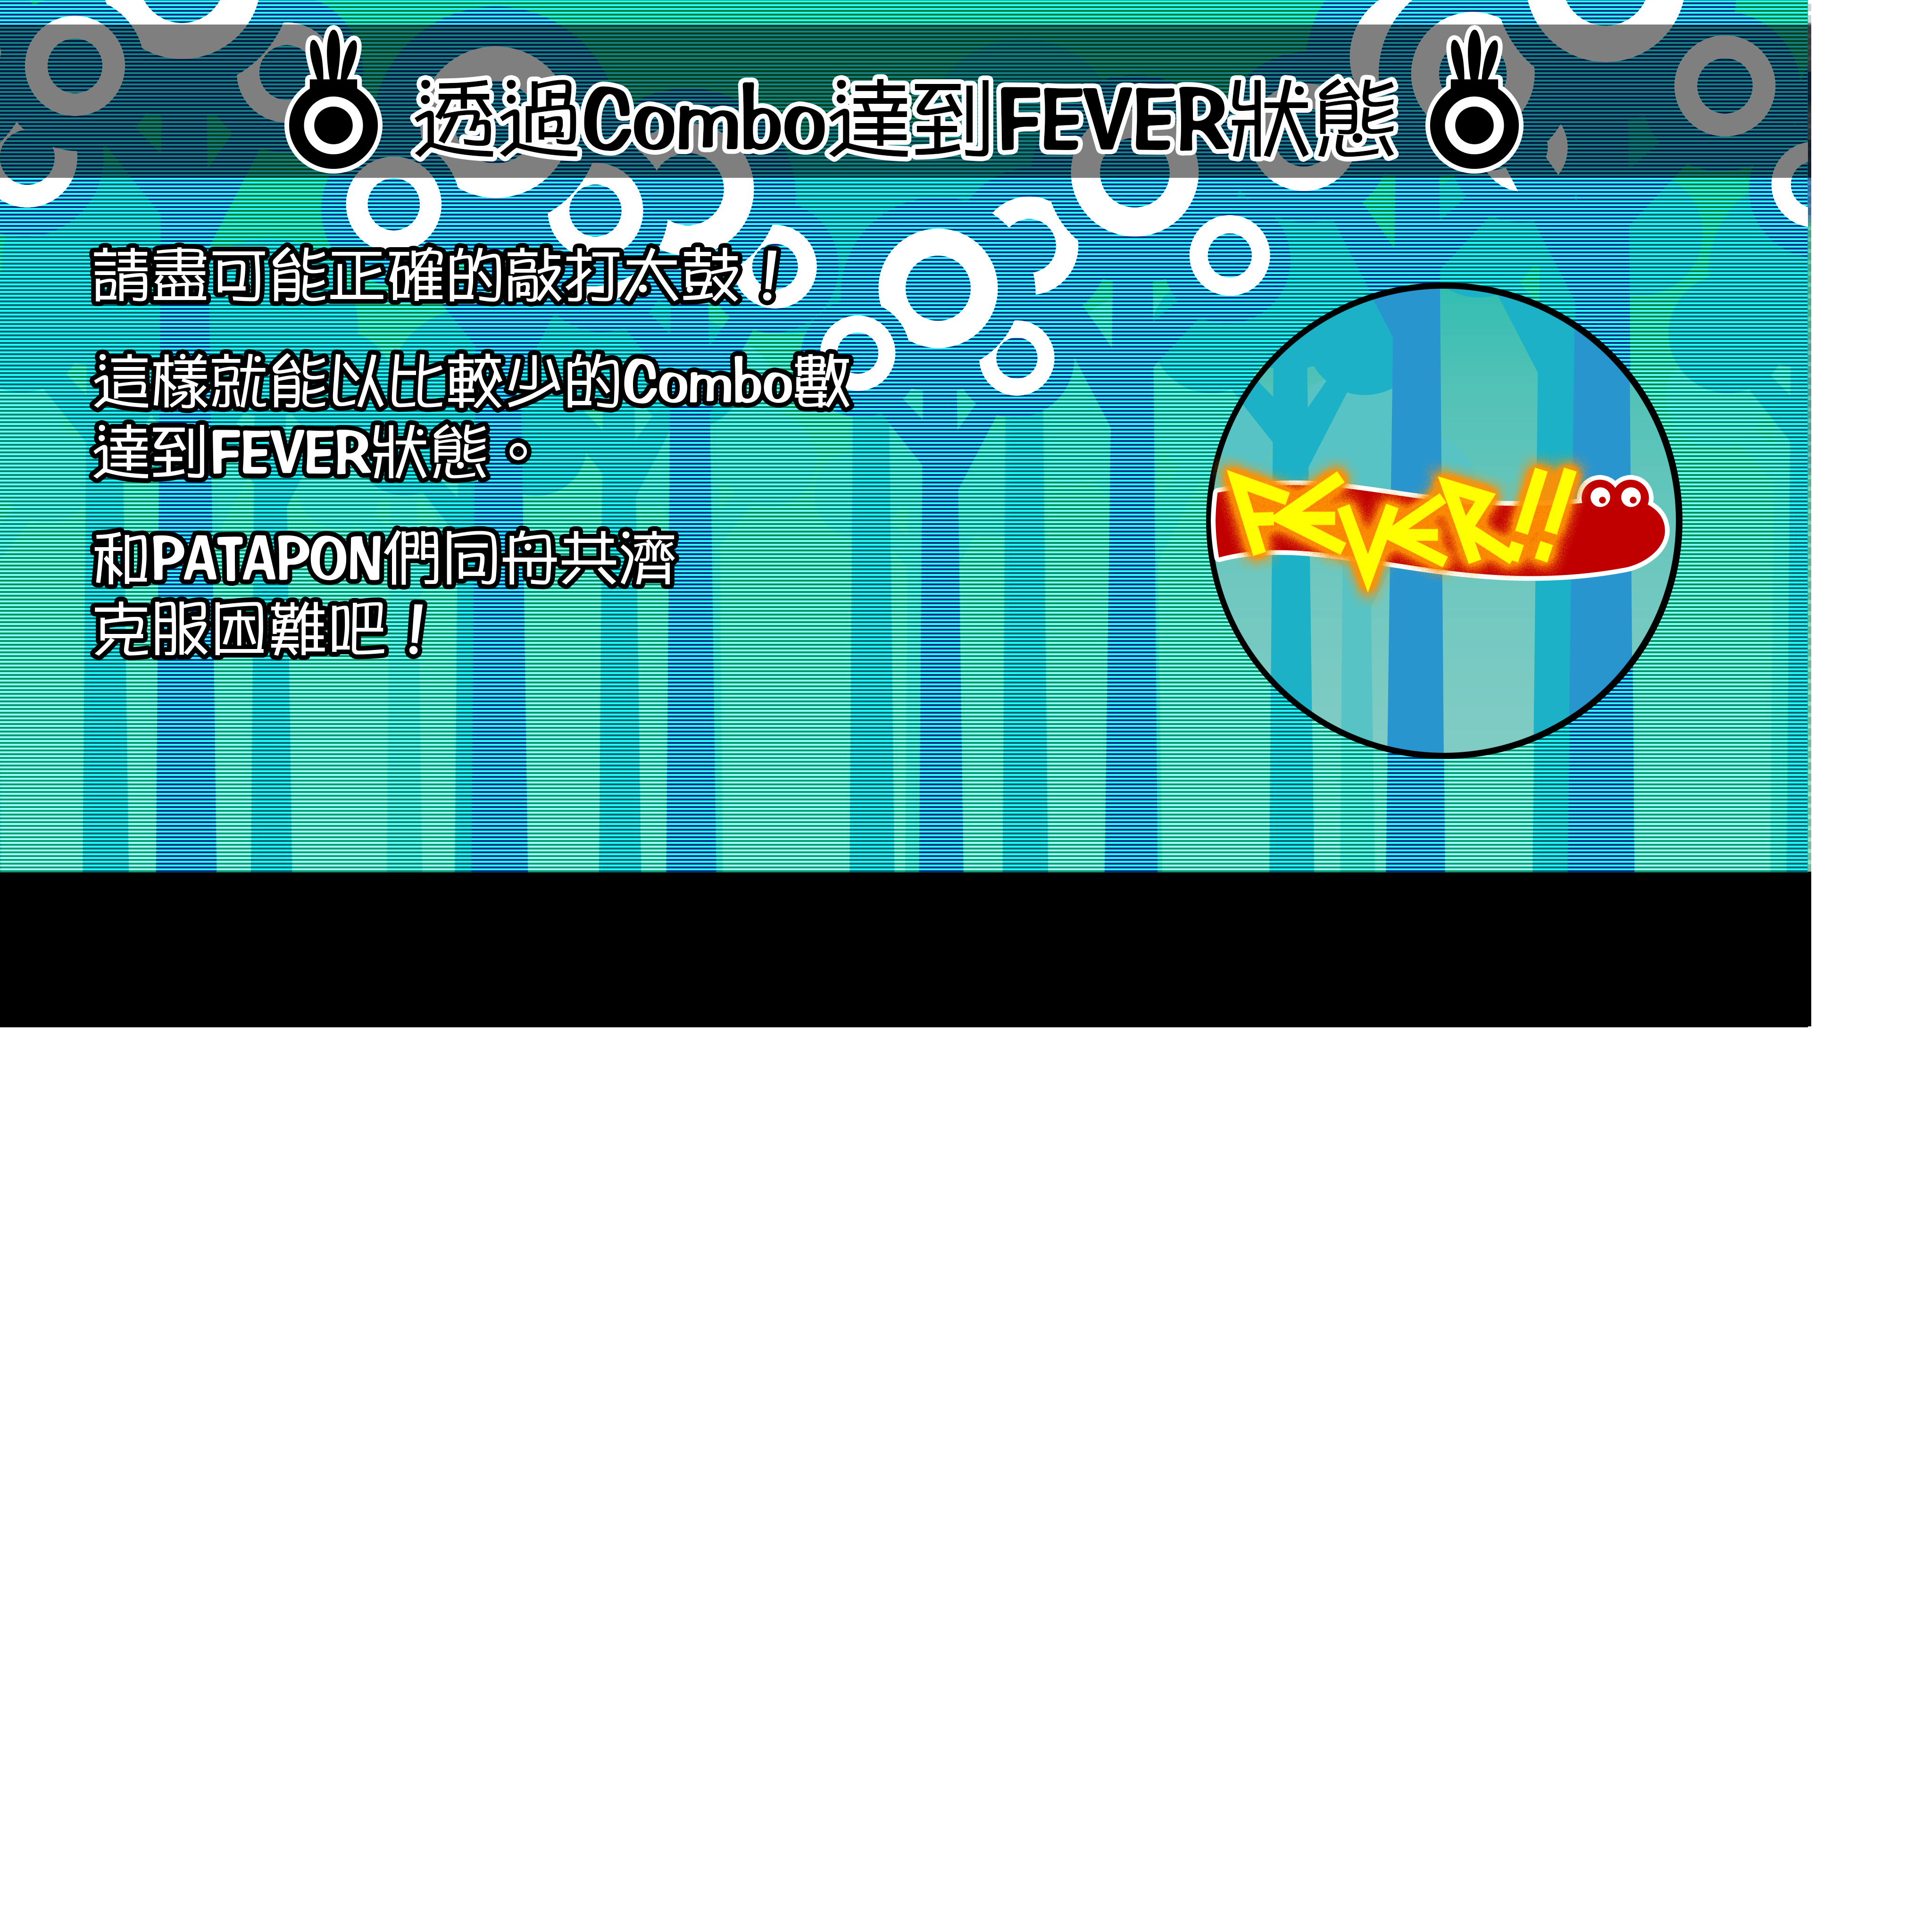 透過Combo達到FEVER狀態
請盡可能正確的敲打太鼓！
這樣就能以比較少的Combo數
達到FEVER狀態。
FEVER!!
和PATAPON們同舟共濟
克服困難吧！